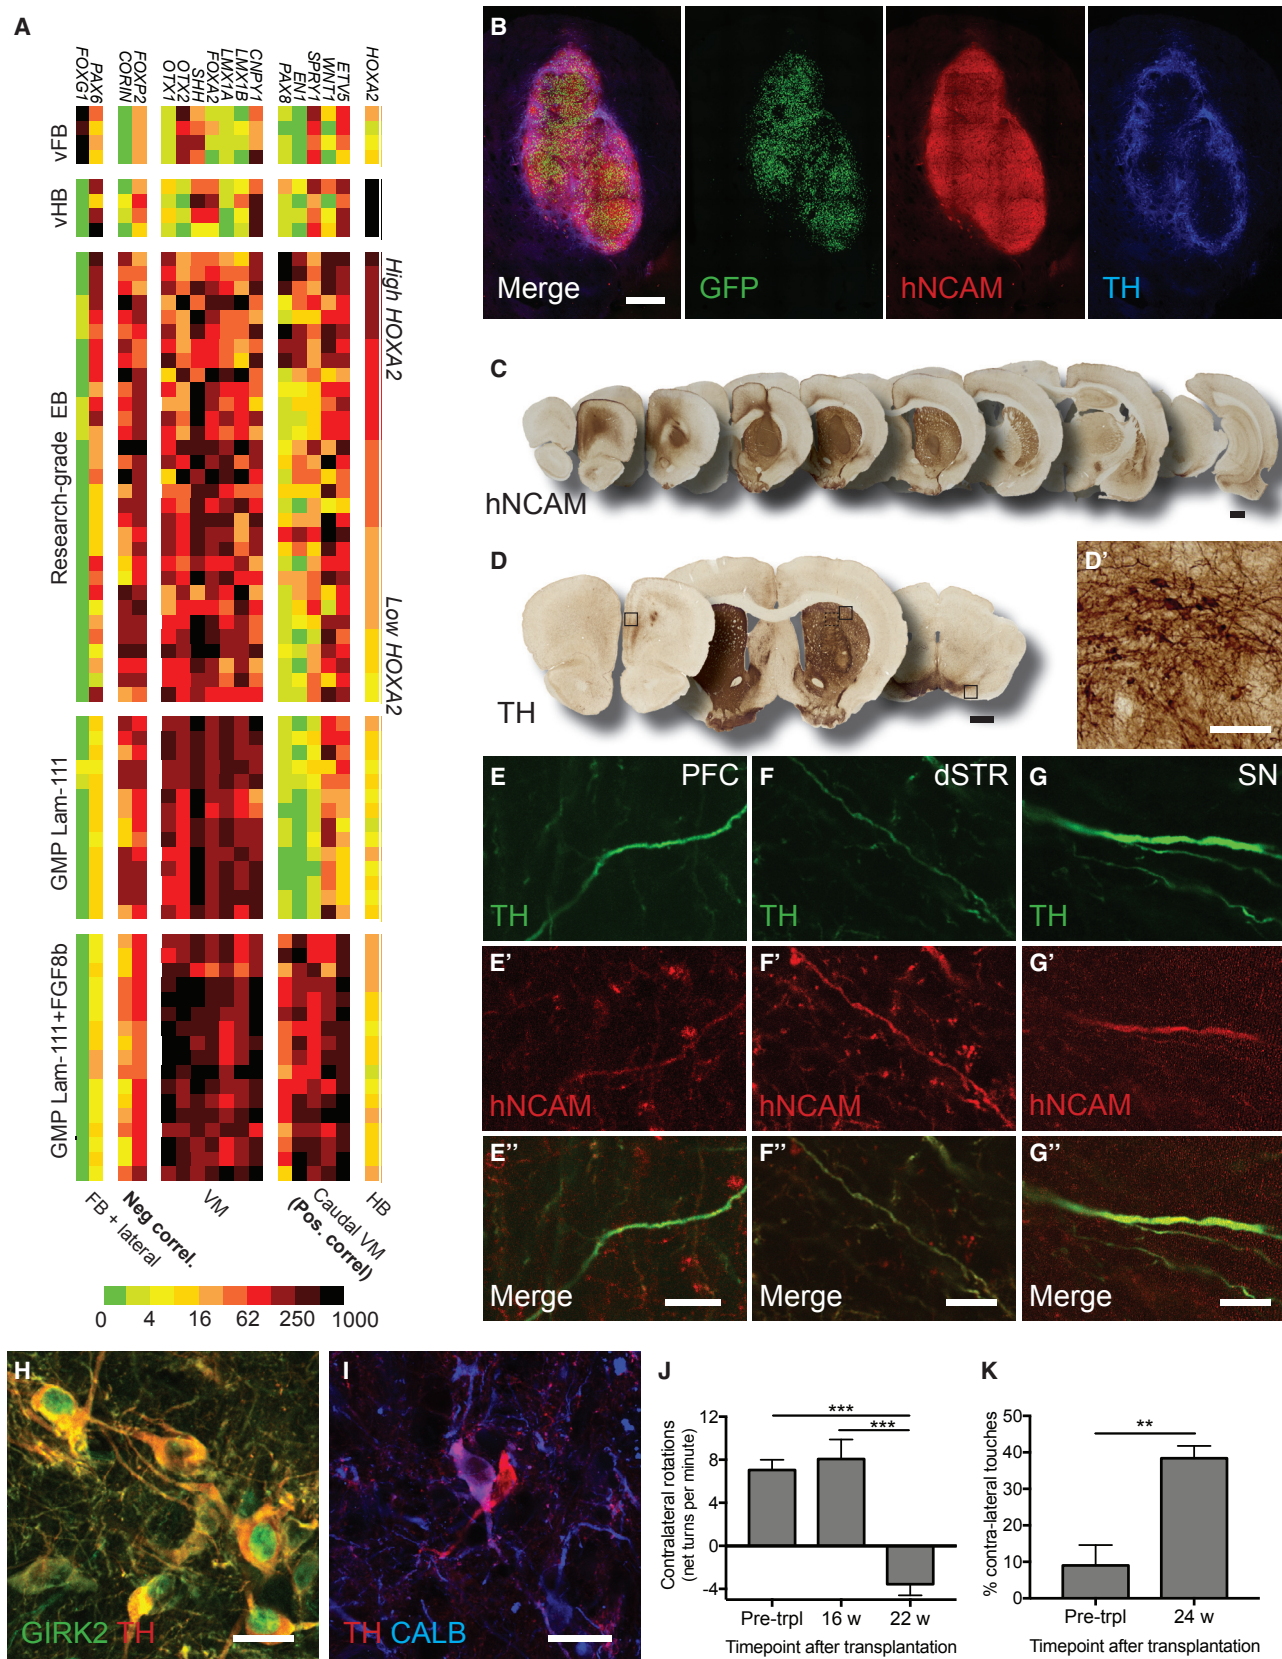 A
FOXG1
PAX6
CORIN
FOXP2
OTX1
OTX2
SHH
FOXA2
LMX1A
LMX1B
CNPY1
PAX8
EN1
SPRY1
WNT1
ETV5
HOXA2
vFB
vHB
Research-grade EB
GMP Lam-111
GMP Lam-111+FGF8b
High HOXA2
Low HOXA2
FB + lateral
Neg correl.
VM
Caudal VM
(Pos. correl)
HB
0 4 16 62 250 1000
B
Merge
GFP
hNCAM
TH
C
hNCAM
D
TH
D'
E PFC
TH
F dSTR
TH
G SN
TH
E'
hNCAM
F'
hNCAM
G'
hNCAM
E''
Merge
F''
Merge
G''
Merge
H
GIRK2 TH
I
TH CALB
J
Contralateral rotations
(net turns per minute)
12
8
4
0
-4
***
***
Pre-trpl 16 w 22 w
Timepoint after transplantation
K
% contra-lateral touches
50
40
30
20
10
0
**
Pre-trpl 24 w
Timepoint after transplantation